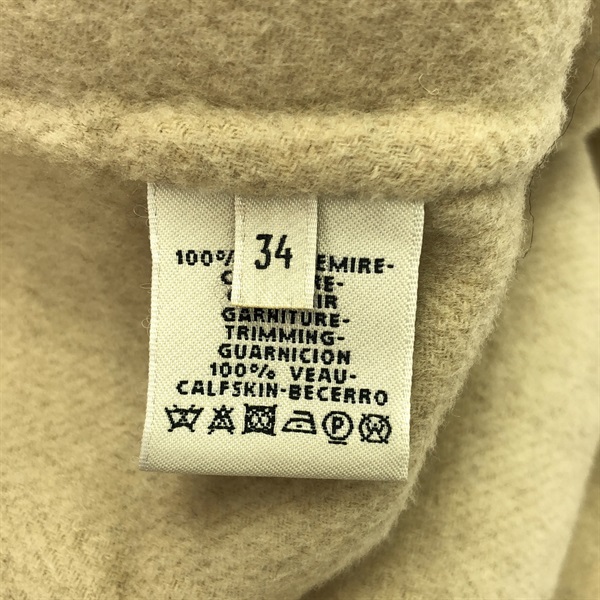 34
100%
EMIRE-
GARNITURE-
TRIMMING-
GUARNICION
100% VEAU-
CALFSKIN-BECERRO